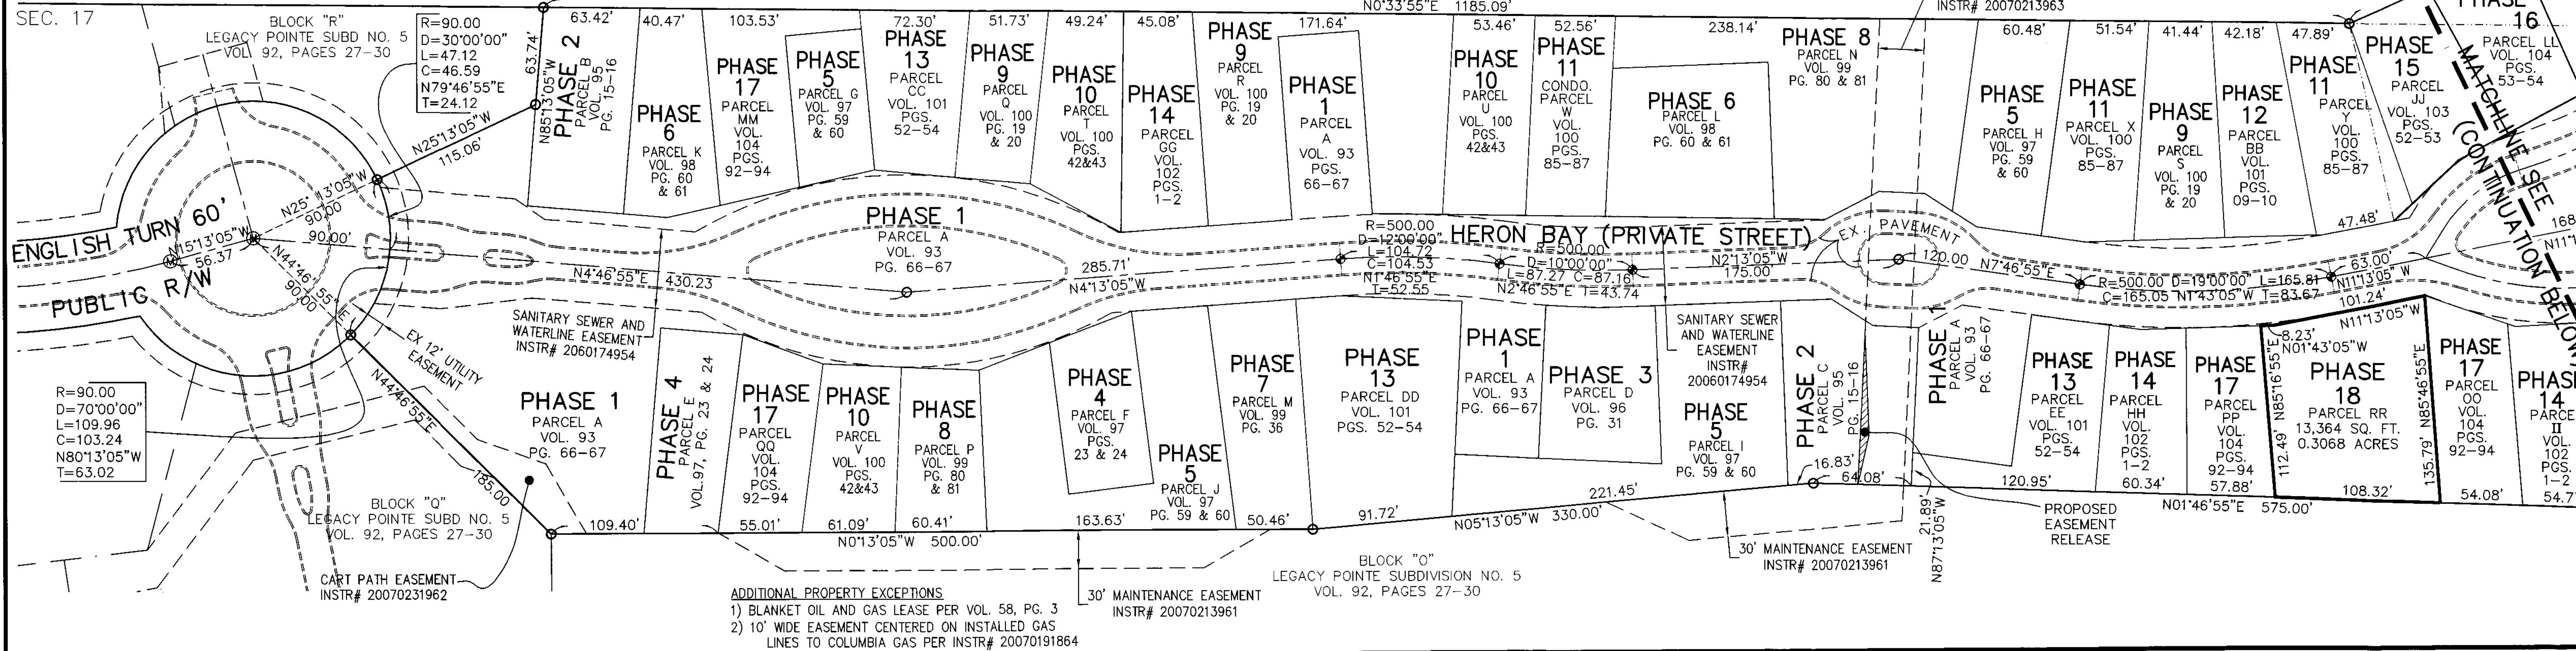 SEC. 17
BLOCK "R"
LEGACY POINTE SUBD NO. 5
VOL. 92, PAGES 27-30
R=90.00
D=30°00'00"
L=47.12
C=46.59
N79°46'55"E
T=24.12
N0°33'55"E 1185.09'
INSTR# 20070213963
63.42'
40.47'
103.53'
72.30'
51.73'
49.24'
45.08'
171.64'
53.46'
52.56'
238.14'
60.48'
51.54'
41.44'
42.18'
47.89'
63.74'
N85°13'05"W
PHASE 2
PARCEL B
VOL. 95
PG. 15-16
PHASE
6
PARCEL K
VOL. 98
PG. 60
& 61
PHASE
17
PARCEL
MM
VOL.
104
PGS.
92-94
PHASE
5
PARCEL G
VOL. 97
PG. 59
& 60
PHASE
13
PARCEL
CC
VOL. 101
PGS.
52-54
PHASE
9
PARCEL
Q
VOL. 100
PG. 19
& 20
PHASE
10
PARCEL
T
VOL. 100
PGS.
42&43
PHASE
14
PARCEL
GG
VOL.
102
PGS.
1-2
PHASE
9
PARCEL
R
VOL. 100
PG. 19
& 20
PHASE
1
PARCEL
A
VOL. 93
PGS.
66-67
PHASE
10
PARCEL
U
VOL. 100
PGS.
42&43
PHASE
11
CONDO.
PARCEL
W
VOL.
100
PGS.
85-87
PHASE 6
PARCEL L
VOL. 98
PG. 60 & 61
PHASE 8
PARCEL N
VOL. 99
PG. 80 & 81
PHASE
5
PARCEL H
VOL. 97
PG. 59
& 60
PHASE
11
PARCEL X
VOL. 100
PGS.
85-87
PHASE
9
PARCEL
S
VOL. 100
PG. 19
& 20
PHASE
12
PARCEL
BB
VOL.
101
PGS.
09-10
PHASE
11
PARCEL
Y
VOL.
100
PGS.
85-87
PHASE
15
PARCEL
JJ
VOL. 103
PGS.
52-53
PHASE
16
PARCEL LL
VOL. 104
PGS.
53-54
MATCHLINE SEE
(CONTINUATION BELOW
N25°13'05"W
115.06'
N25°13'05"W
90.00
ENGLISH TURN 60'
PUBLIC R/W
N15°13'05"W
56.37
90.00'
N44°46'55"E
90.00
N4°46'55"E 430.23
PHASE 1
PARCEL A
VOL. 93
PG. 66-67
285.71'
N4°13'05"W
R=500.00
D=12°00'00"
L=104.72
C=104.53
N1°46'55"E
T=52.55
HERON BAY (PRIVATE STREET)
R=500.00
D=10°00'00"
L=87.27 C=87.16
N2°46'55"E T=43.74
N2°13'05"W
175.00
EX. PAVEMENT
120.00
N7°46'55"E
R=500.00 D=19°00'00" L=165.81
C=165.05 N1°43'05"W T=83.67
47.48'
63.00'
N11°13'05" W
101.24'
N11°13'05"W
168
N11°1
SANITARY SEWER AND
WATERLINE EASEMENT
INSTR# 2060174954
EX 12' UTILITY
EASEMENT
R=90.00
D=70°00'00"
L=109.96
C=103.24
N80°13'05"W
T=63.02
N44°46'55"E
185.00
BLOCK "Q"
LEGACY POINTE SUBD NO. 5
VOL. 92, PAGES 27-30
CART PATH EASEMENT
INSTR# 20070231962
PHASE 1
PARCEL A
VOL. 93
PG. 66-67
PHASE 4
PARCEL E
VOL.97, PG. 23 & 24
PHASE
17
PARCEL
QQ
VOL.
104
PGS.
92-94
PHASE
10
PARCEL
V
VOL. 100
PGS.
42&43
PHASE
8
PARCEL P
VOL. 99
PG. 80
& 81
PHASE
4
PARCEL F
VOL. 97
PGS.
23 & 24
PHASE
5
PARCEL J
VOL. 97
PG. 59 & 60
PHASE
7
PARCEL M
VOL. 99
PG. 36
PHASE
13
PARCEL DD
VOL. 101
PGS. 52-54
PHASE
1
PARCEL A
VOL. 93
PG. 66-67
PHASE 3
PARCEL D
VOL. 96
PG. 31
SANITARY SEWER
AND WATERLINE
EASEMENT
INSTR#
20060174954
PHASE
5
PARCEL I
VOL. 97
PG. 59 & 60
PHASE 2
PARCEL C
VOL. 95
PG. 15-16
PHASE 1
PARCEL A
VOL. 93
PG. 66-67
PHASE
13
PARCEL
EE
VOL. 101
PGS.
52-54
PHASE
14
PARCEL
HH
VOL.
102
PGS.
1-2
PHASE
17
PARCEL
PP
VOL.
104
PGS.
92-94
8.23'
N01°43'05"W
112.49' N85°16'55"E
PHASE
18
PARCEL RR
13,364 SQ. FT.
0.3068 ACRES
135.79' N85°46'55"E
PHASE
17
PARCEL
OO
VOL.
104
PGS.
92-94
PHASE
14
PARCE
II
VOL.
102
PGS.
1-2
109.40'
55.01'
61.09'
60.41'
163.63'
50.46'
91.72'
221.45'
16.83'
64.08'
120.95'
60.34'
57.88'
108.32'
54.08'
54.7
N0°13'05"W 500.00'
N05°13'05"W 330.00'
21.89'
N87°13'05"W
N01°46'55"E 575.00'
PROPOSED
EASEMENT
RELEASE
30' MAINTENANCE EASEMENT
INSTR# 20070213961
BLOCK "O"
LEGACY POINTE SUBDIVISION NO. 5
VOL. 92, PAGES 27-30
30' MAINTENANCE EASEMENT
INSTR# 20070213961
ADDITIONAL PROPERTY EXCEPTIONS
1) BLANKET OIL AND GAS LEASE PER VOL. 58, PG. 3
2) 10' WIDE EASEMENT CENTERED ON INSTALLED GAS
LINES TO COLUMBIA GAS PER INSTR# 20070191864